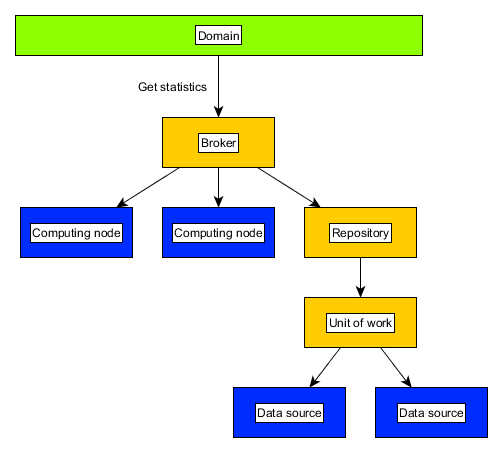 Domain
Get statistics
Broker
Computing node
Computing node
Repository
Unit of work
Data source
Data source